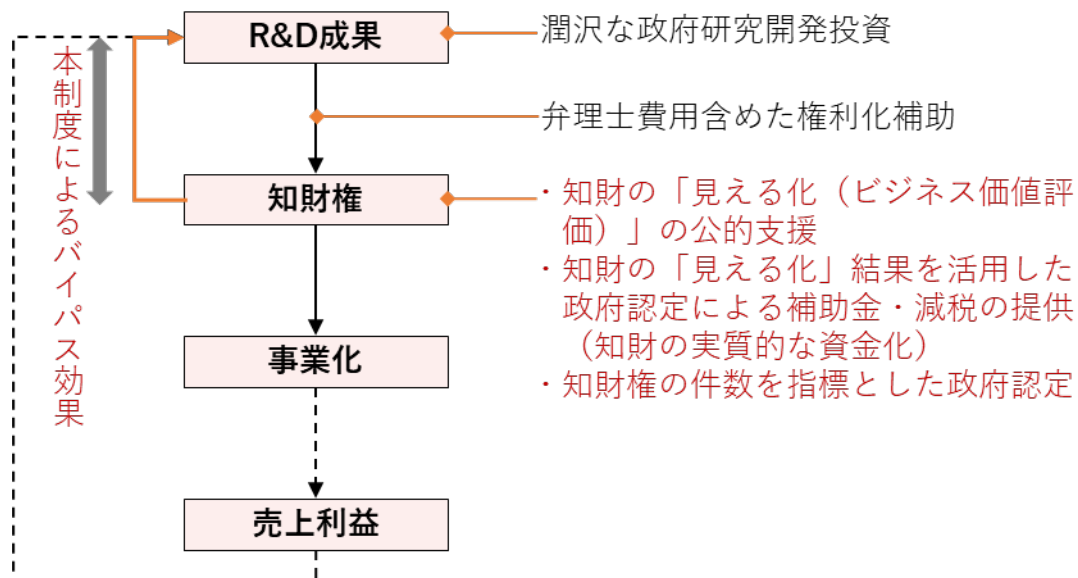 R&D成果
潤沢な政府研究開発投資
弁理士費用含めた権利化補助
本制度によるバイパス効果
知財権
・知財の「見える化（ビジネス価値評
価）」の公的支援
・知財の「見える化」結果を活用した
政府認定による補助金・減税の提供
（知財の実質的な資金化）
・知財権の件数を指標とした政府認定
事業化
売上利益